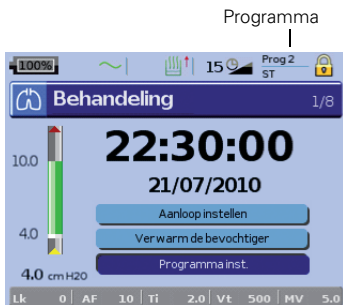 Programma
100% 15 Prog 2
ST
Behandeling 1/8
10.0
22:30:00
21/07/2010
Aanloop instellen
4.0
Verwarm de bevochtiger
Programma inst.
4.0 cm H2O
Lk 0 AF 10 Ti 2.0 Vt 500 MV 5.0